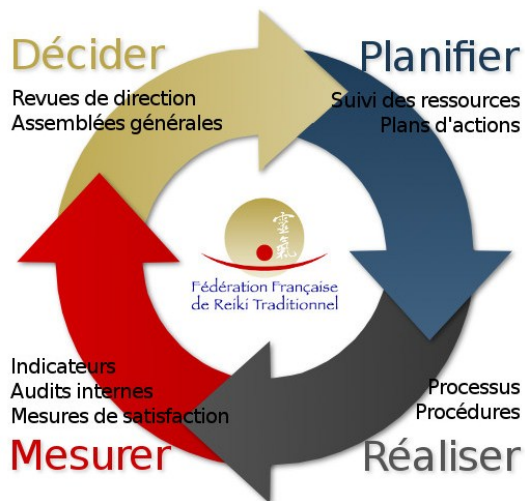 Décider
Revues de direction
Assemblées générales
Planifier
Suivi des ressources
Plans d'actions
Fédération Française
de Reiki Traditionnel
Indicateurs
Audits internes
Mesures de satisfaction
Mesurer
Processus
Procédures
Réaliser